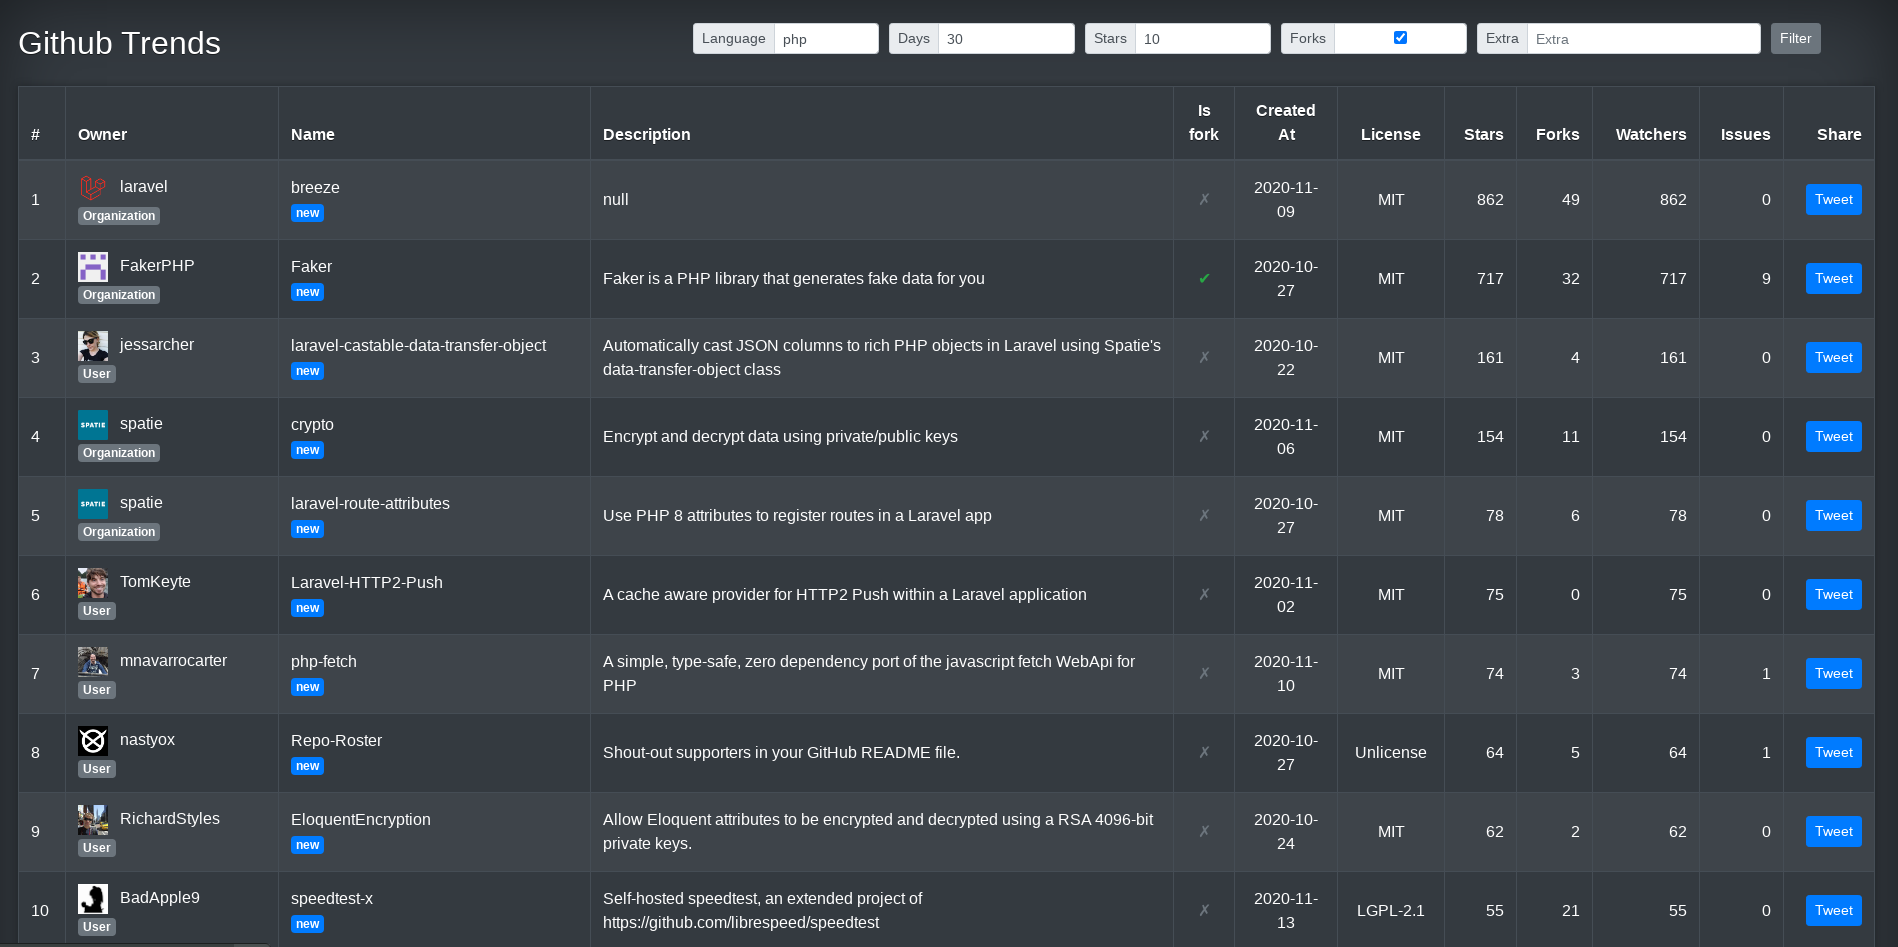 Github Trends
Language php Days 30 Stars 10 Forks Extra Extra Filter
# Owner Name Description Is fork Created At License Stars Forks Watchers Issues Share
1 laravel Organization breeze new null ✗ 2020-11-09 MIT 862 49 862 0 Tweet
2 FakerPHP Organization Faker new Faker is a PHP library that generates fake data for you ✔ 2020-10-27 MIT 717 32 717 9 Tweet
3 jessarcher User laravel-castable-data-transfer-object new Automatically cast JSON columns to rich PHP objects in Laravel using Spatie's data-transfer-object class ✗ 2020-10-22 MIT 161 4 161 0 Tweet
4 SPATIE spatie Organization crypto new Encrypt and decrypt data using private/public keys ✗ 2020-11-06 MIT 154 11 154 0 Tweet
5 SPATIE spatie Organization laravel-route-attributes new Use PHP 8 attributes to register routes in a Laravel app ✗ 2020-10-27 MIT 78 6 78 0 Tweet
6 TomKeyte User Laravel-HTTP2-Push new A cache aware provider for HTTP2 Push within a Laravel application ✗ 2020-11-02 MIT 75 0 75 0 Tweet
7 mnavarrocarter User php-fetch new A simple, type-safe, zero dependency port of the javascript fetch WebApi for PHP ✗ 2020-11-10 MIT 74 3 74 1 Tweet
8 nastyox User Repo-Roster new Shout-out supporters in your GitHub README file. ✗ 2020-10-27 Unlicense 64 5 64 1 Tweet
9 RichardStyles User EloquentEncryption new Allow Eloquent attributes to be encrypted and decrypted using a RSA 4096-bit private keys. ✗ 2020-10-24 MIT 62 2 62 0 Tweet
10 BadApple9 User speedtest-x new Self-hosted speedtest, an extended project of https://github.com/librespeed/speedtest ✗ 2020-11-13 LGPL-2.1 55 21 55 0 Tweet